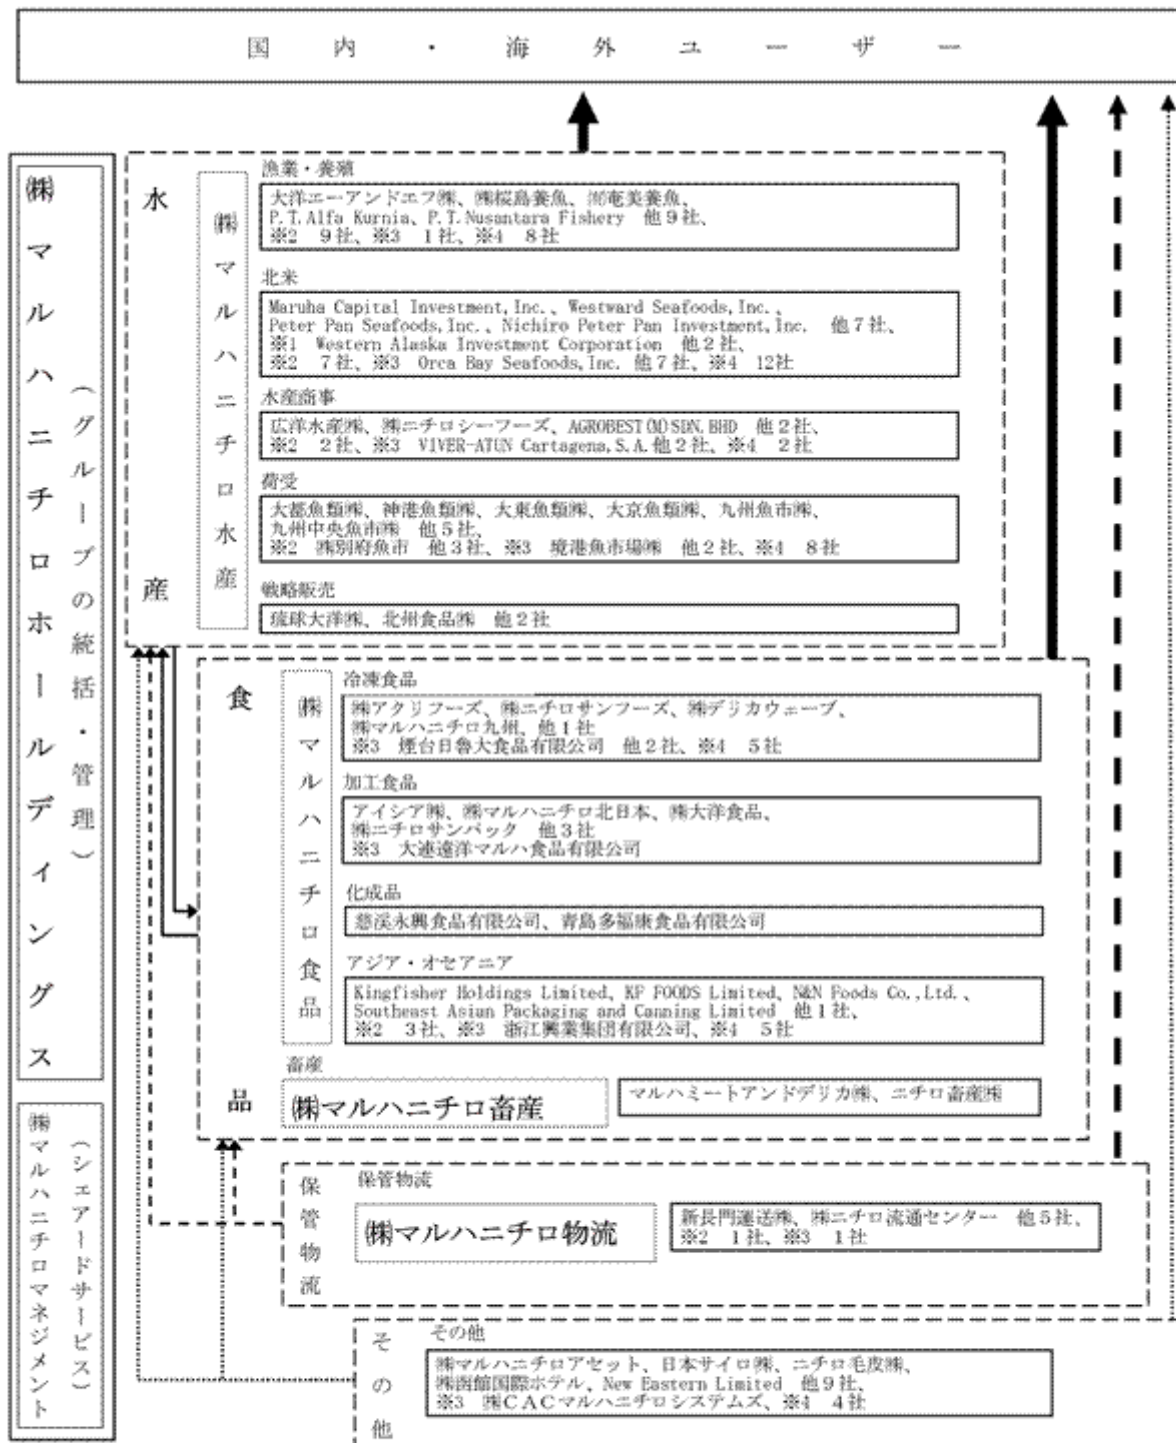 国内・海外ユーザー
㈱マルハニチロホールディングス
（グループの統括・管理）
㈱マルハニチロマネジメント
（シェアードサービス）
水産
㈱マルハニチロ水産
漁業・養殖
大洋エーアンドエフ㈱、㈱桜島養魚、㈲奄美養魚、
P.T.Alfa Kurnia、P.T.Nusantara Fishery 他9社、
※2 9社、※3 1社、※4 8社
北米
Maruha Capital Investment,Inc.、Westward Seafoods,Inc.、
Peter Pan Seafoods,Inc.、Nichiro Peter Pan Investment,Inc. 他7社、
※1 Western Alaska Investment Corporation 他2社、
※2 7社、※3 Orca Bay Seafoods,Inc. 他7社、※4 12社
水産商事
広洋水産㈱、㈱ニチロシーフーズ、AGROBEST(M)SDN.BHD 他2社、
※2 2社、※3 VIVER-ATUN Cartagena,S.A.他2社、※4 2社
荷受
大都魚類㈱、神港魚類㈱、大東魚類㈱、大京魚類㈱、九州魚市㈱、
九州中央魚市㈱ 他5社、
※2 ㈱別府魚市 他3社、※3 境港魚市場㈱ 他2社、※4 8社
戦略販売
琉球大洋㈱、北州食品㈱ 他2社
食品
㈱マルハニチロ食品
冷凍食品
㈱アクリフーズ、㈱ニチロサンフーズ、㈱デリカウェーブ、
㈱マルハニチロ九州、他1社
※3 煙台日魯大食品有限公司 他2社、※4 5社
加工食品
アイシア㈱、㈱マルハニチロ北日本、㈱大洋食品、
㈱ニチロサンパック 他3社
※3 大連遠洋マルハ食品有限公司
化成品
慈渓永興食品有限公司、青島多福康食品有限公司
アジア・オセアニア
Kingfisher Holdings Limited、KF FOODS Limited、N&N Foods Co.,Ltd.、
Southeast Asian Packaging and Canning Limited 他1社、
※2 3社、※3 浙江興業集団有限公司、※4 5社
畜産
㈱マルハニチロ畜産
マルハミートアンドデリカ㈱、ニチロ畜産㈱
保管物流
保管物流
㈱マルハニチロ物流
新長門運送㈱、㈱ニチロ流通センター 他5社、
※2 1社、※3 1社
その他
その他
㈱マルハニチロアセット、日本サイロ㈱、ニチロ毛皮㈱、
㈱函館国際ホテル、New Eastern Limited 他9社、
※3 ㈱CACマルハニチロシステムズ、※4 4社